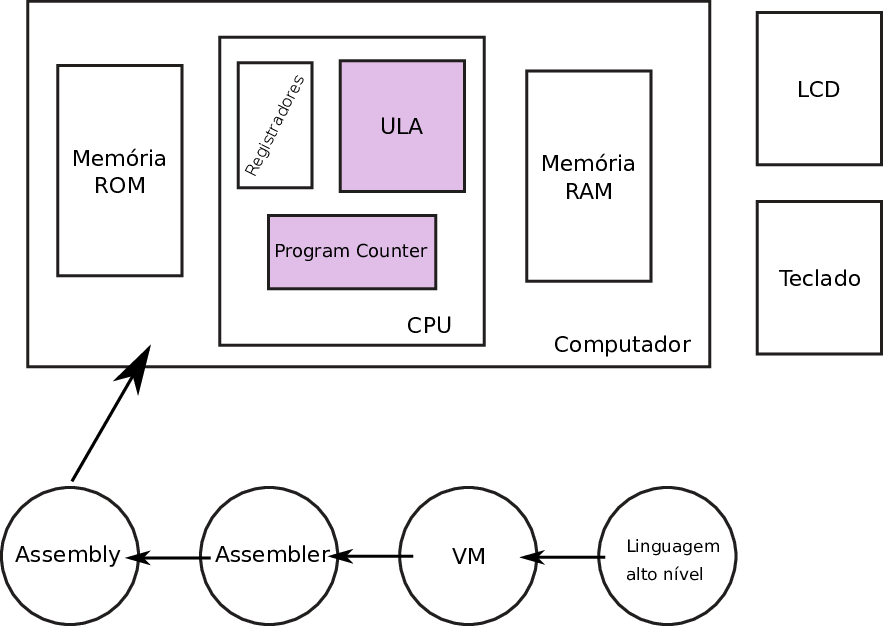 Memória
ROM
Registradores
ULA
Program Counter
CPU
Memória
RAM
Computador
LCD
Teclado
Assembly
Assembler
VM
Linguagem
alto nível